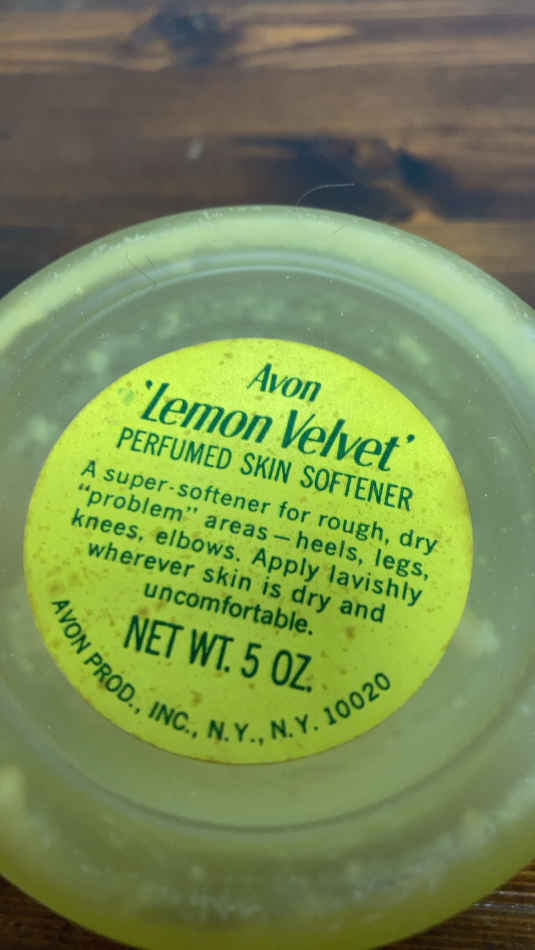 Avon
'Lemon Velvet'
PERFUMED SKIN SOFTENER
A super-softener for rough, dry
"problem" areas—heels, legs,
knees, elbows. Apply lavishly
wherever skin is dry and
uncomfortable.
NET WT. 5 OZ.
AVON PROD., INC., N.Y., N.Y. 10020